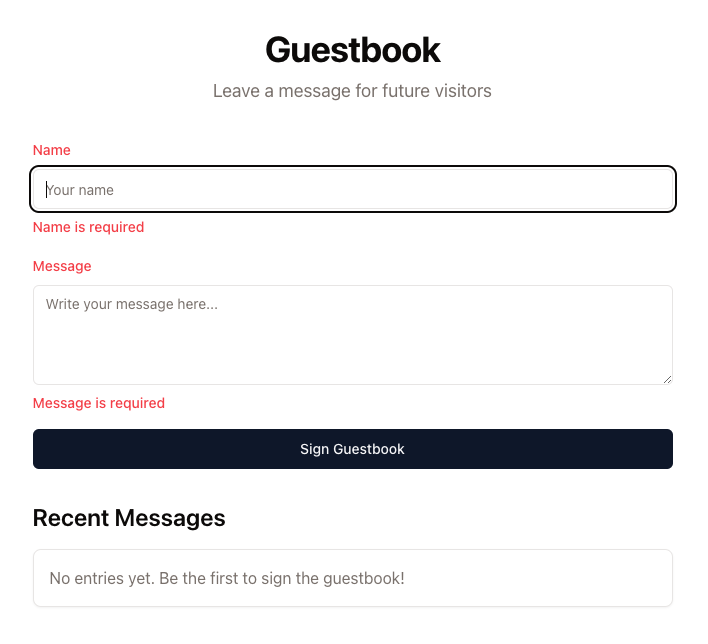 Guestbook
Leave a message for future visitors
Name
Your name
Name is required
Message
Write your message here...
Message is required
Sign Guestbook
Recent Messages
No entries yet. Be the first to sign the guestbook!